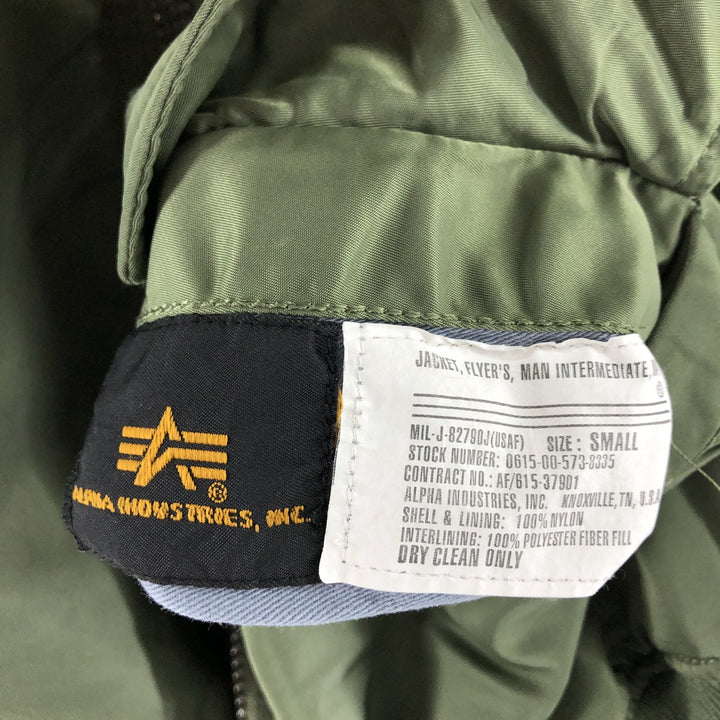 ALPHA INDUSTRIES, INC.
®
JACKET, FLYER'S, MAN INTERMEDIATE,
®
MIL-J-82790J(USAF) SIZE : SMALL
STOCK NUMBER: 0615-00-573-8335
CONTRACT NO.: AF/615-37901
ALPHA INDUSTRIES, INC. KNOXVILLE, TN, U.S.A
SHELL & LINING: 100% NYLON
INTERLINING: 100% POLYESTER FIBER FILL
DRY CLEAN ONLY